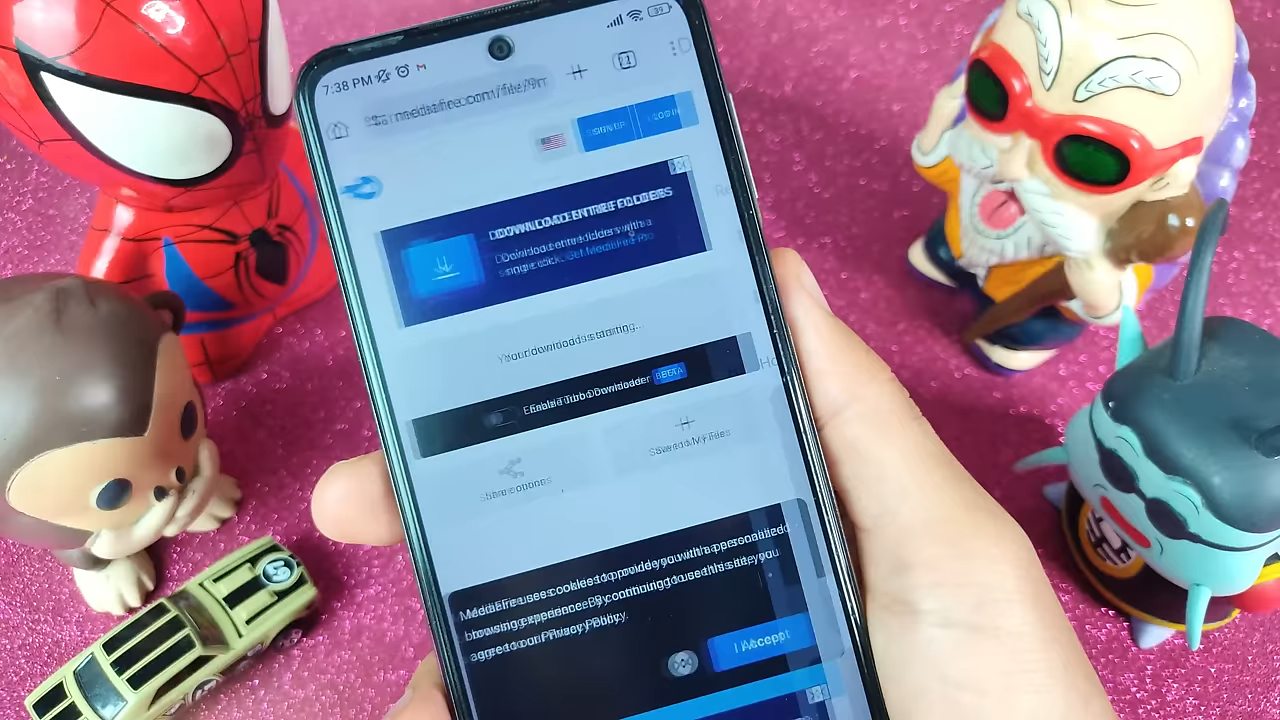 7:38 PM
mediafire.com/file/9n
SIGN UP LOG IN
DOWNLOAD ENTIRE FOLDERS
Download entire folders with a
single click. Get MediaFire Pro
Your download is starting..
Enable Turbo Downloader BETA
Share options
Save to My Files
MediaFire uses cookies to provide you with a personalized
browsing experience. By continuing to use this site you
agree to our Privacy Policy.
I Accept